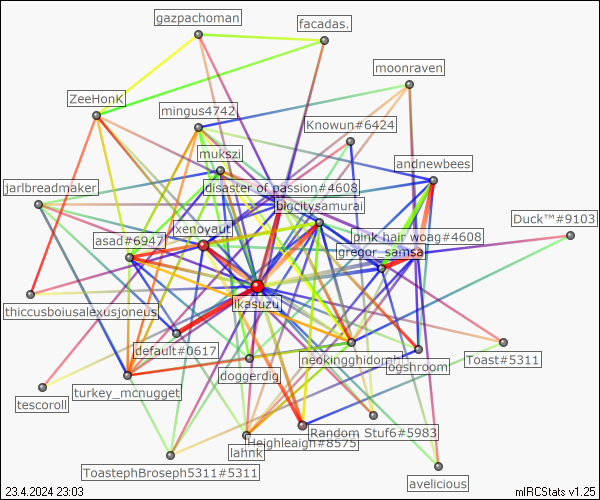 gazpachoman
facadas.
moonraven
ZeeHonK
mingus4742
Knowun#6424
mukszi
andnewbees
jarlbreadmaker
disaster of passion#4608
bigcitysamurai
Duck™#9103
xenoyaut
asad#6947
pink hair woag#4608
gregor_samsa
thiccusboiusalexusjoneus
ikasuzu
jdefault#0617
neokingghidorah
ogshroom
Toast#5311
doggerdig
tescoroll
turkey_mcnugget
Random Stuf6#5983
Heighleaigh#8575
lahnk
ToastephBroseph5311#5311
avelicious
23.4.2024 23:03
mIRCStats v1.25